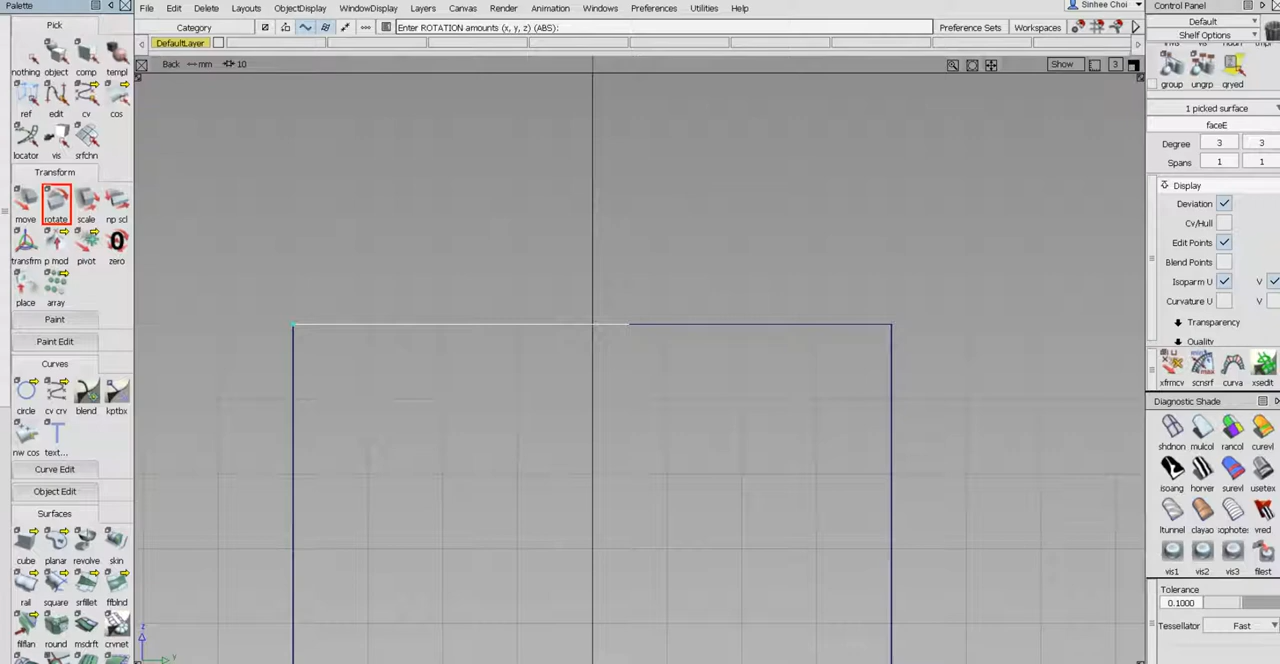 Palette
Pick
nothing object comp templ
ref edit cv cos
locator vis srfchn
Transform
move rotate scale np scl
transfrm p mod pivot zero
0
place array
Paint
Paint Edit
Curves
circle cv crv blend kptbx
nw cos text...
Curve Edit
Object Edit
Surfaces
cube planar revolve skin
rail square srfillet ffblnd
filflan round msdrft crvnet
File Edit Delete Layouts ObjectDisplay WindowDisplay Layers Canvas Render Animation Windows Preferences Utilities Help
Sinhee Choi
Category
Enter ROTATION amounts (x, y, z) (ABS):
Preference Sets Workspaces
DefaultLayer
Back mm 10
Show 3
z
y
Control Panel
Default
Shelf Options
group ungrp qryed
1 picked surface
faceE
Degree 3 3
Spans 1 1
Display
Deviation
Cv/Hull
Edit Points
Blend Points
Isoparm U V
Curvature U V
Transparency
Quality
xfrmcv scnsrf curva xsedit
Diagnostic Shade
shdnon mulcol rancol curevl
isoang horver surevl usetex
ltunnel clayao sophotes vred
vis1 vis2 vis3 filest
Tolerance
0.1000
Tessellator Fast